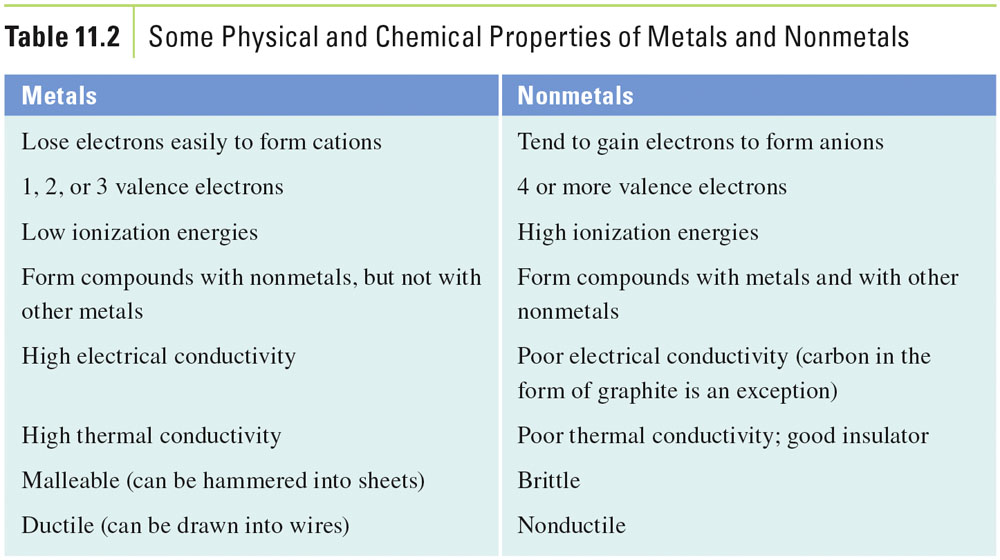 Table 11.2 Some Physical and Chemical Properties of Metals and Nonmetals
Metals
Nonmetals
Lose electrons easily to form cations
Tend to gain electrons to form anions
1, 2, or 3 valence electrons
4 or more valence electrons
Low ionization energies
High ionization energies
Form compounds with nonmetals, but not with
other metals
Form compounds with metals and with other
nonmetals
High electrical conductivity
Poor electrical conductivity (carbon in the
form of graphite is an exception)
High thermal conductivity
Poor thermal conductivity; good insulator
Malleable (can be hammered into sheets)
Brittle
Ductile (can be drawn into wires)
Nonductile